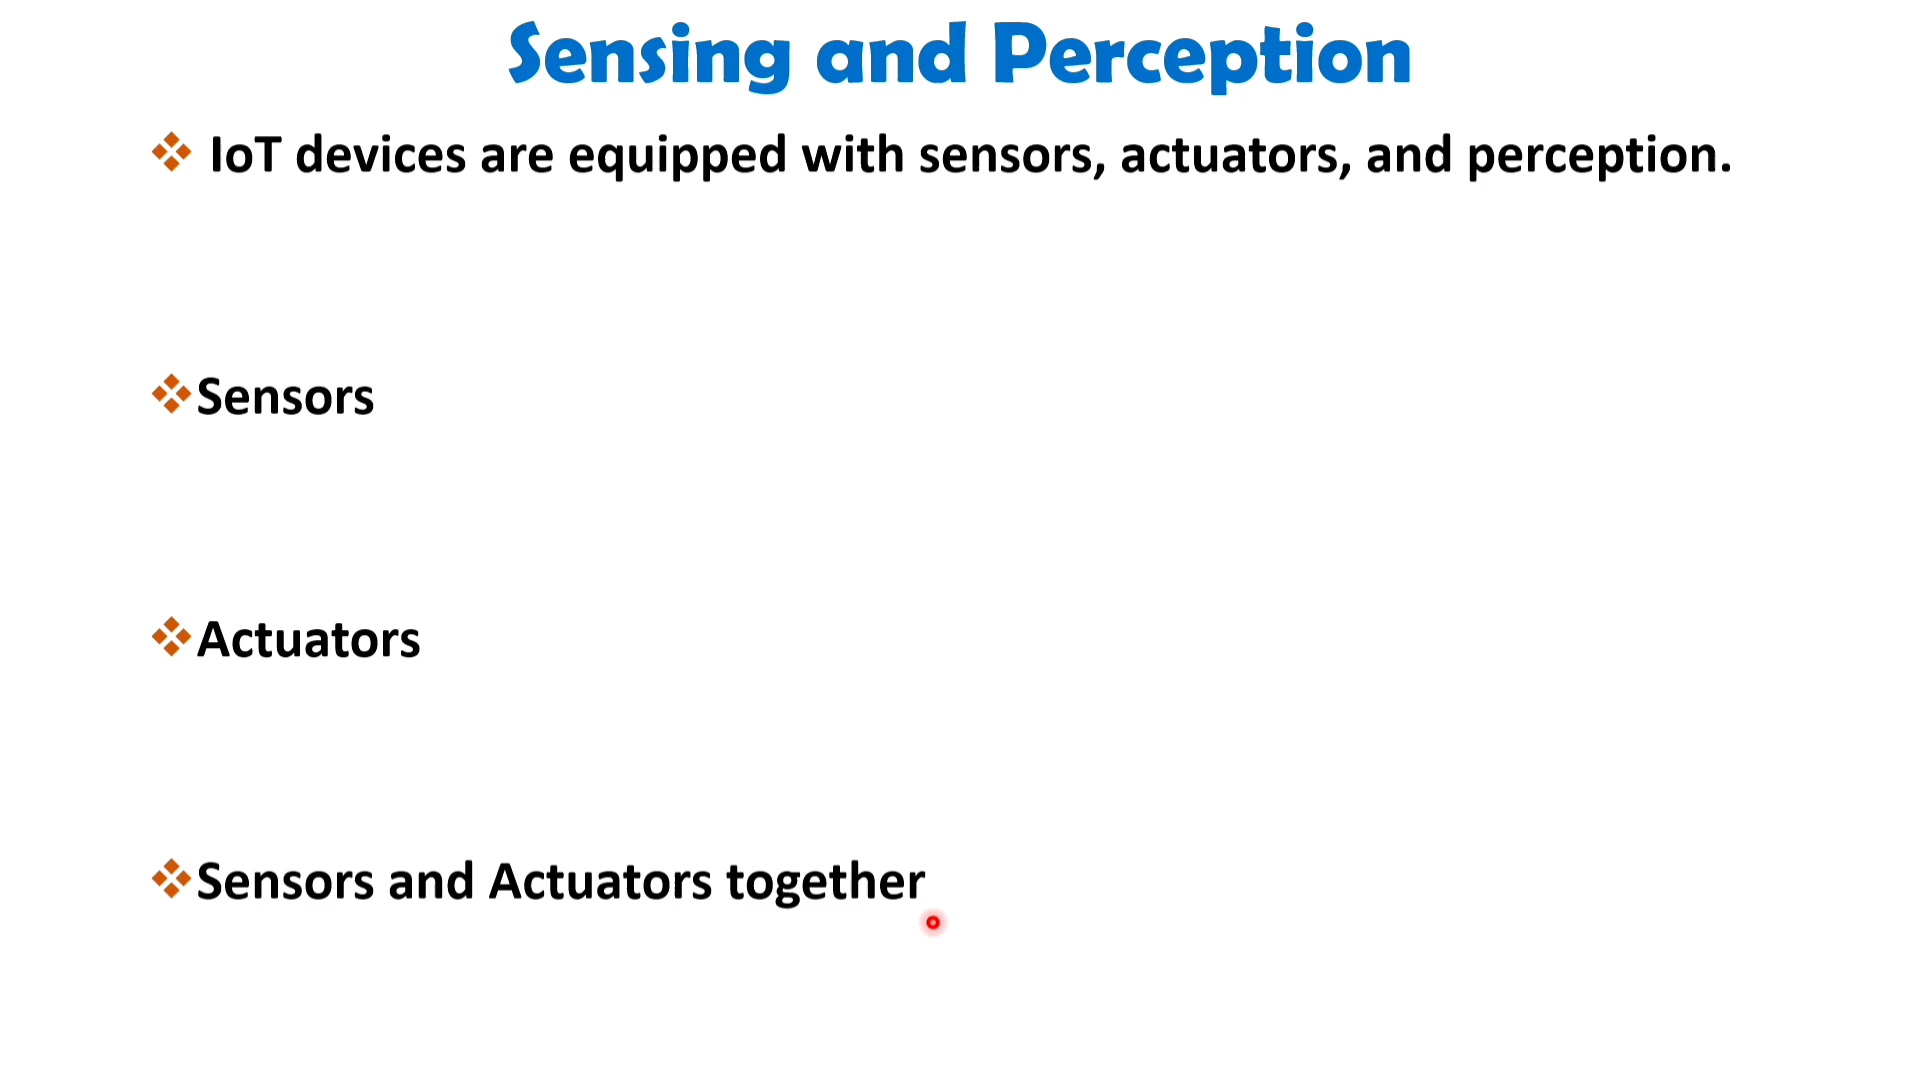 Sensing and Perception
IoT devices are equipped with sensors, actuators, and perception.
Sensors
Actuators
Sensors and Actuators together